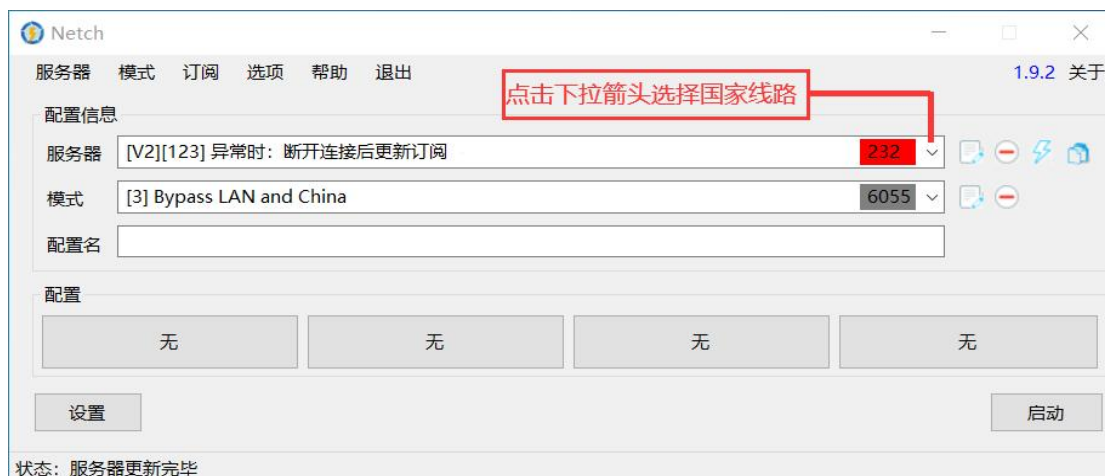 Netch
服务器 模式 订阅 选项 帮助 退出 1.9.2 关于
点击下拉箭头选择国家线路
配置信息
服务器 [V2][123] 异常时：断开连接后更新订阅 232
模式 [3] Bypass LAN and China 6055
配置名
配置
无 无 无 无
设置 启动
状态：服务器更新完毕